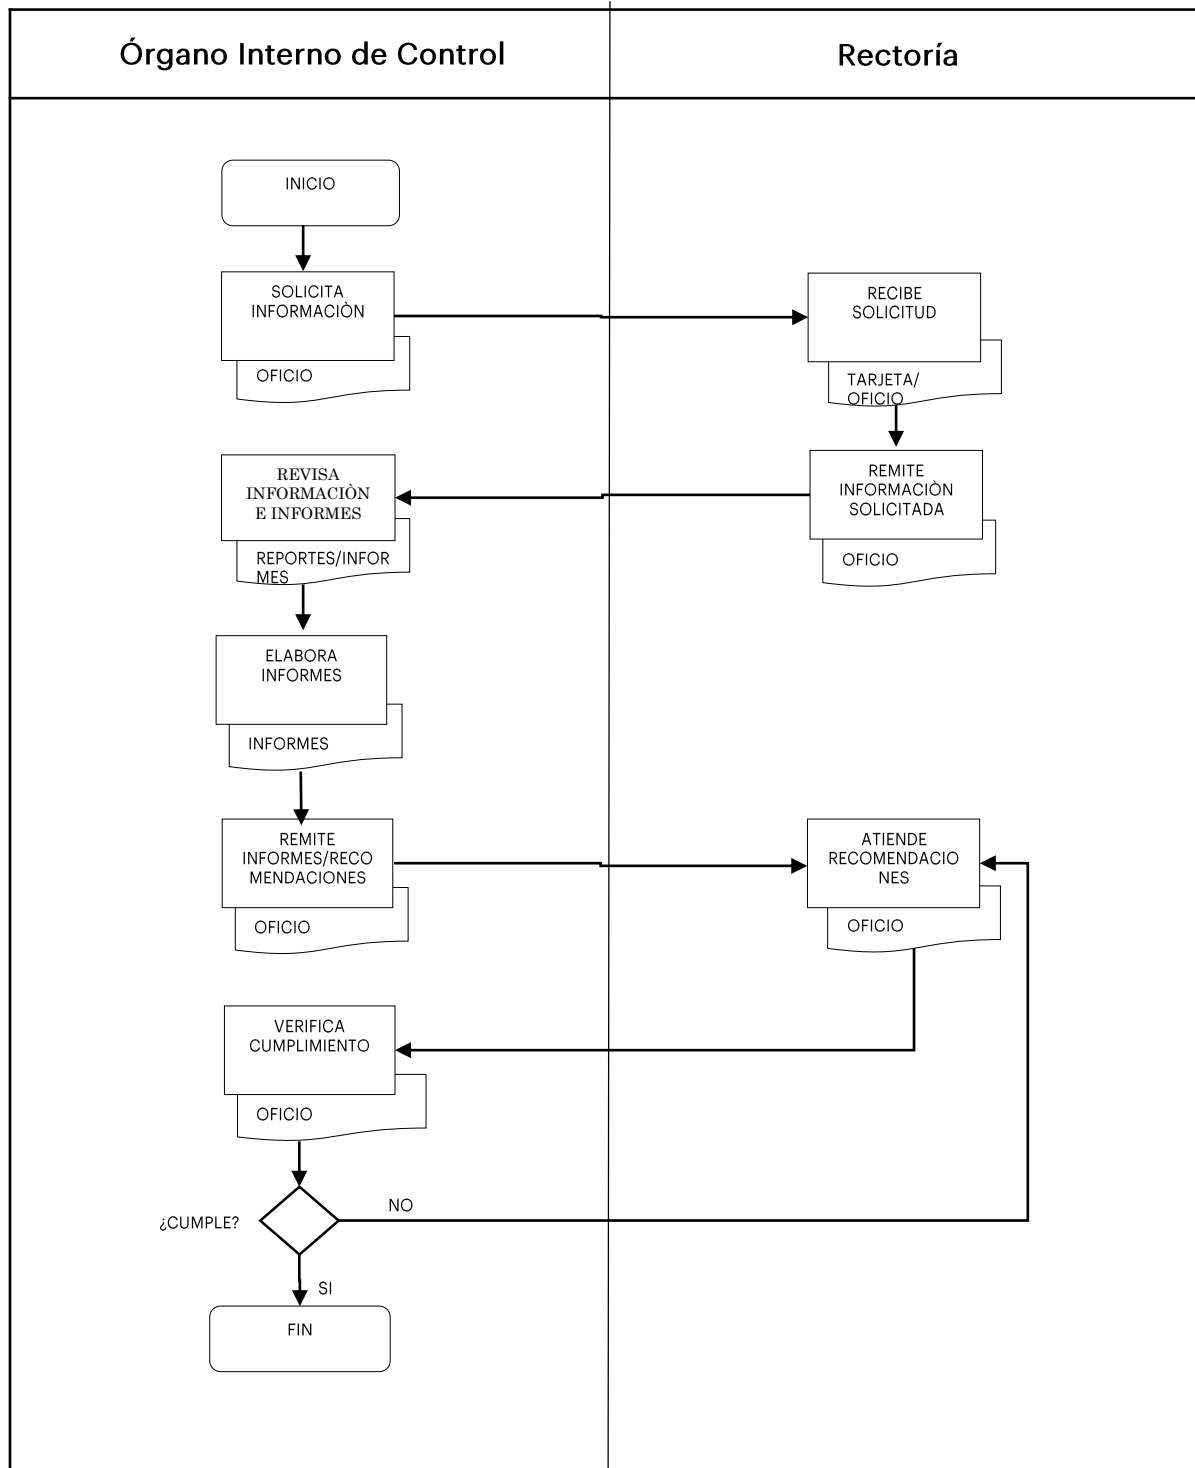 Órgano Interno de Control
Rectoría
INICIO
SOLICITA
INFORMACIÒN
OFICIO
RECIBE
SOLICITUD
TARJETA/
OFICIO
REMITE
INFORMACIÒN
SOLICITADA
OFICIO
REVISA
INFORMACIÒN
E INFORMES
REPORTES/INFOR
MES
ELABORA
INFORMES
INFORMES
REMITE
INFORMES/RECO
MENDACIONES
OFICIO
ATIENDE
RECOMENDACIO
NES
OFICIO
VERIFICA
CUMPLIMIENTO
OFICIO
¿CUMPLE?
NO
SI
FIN